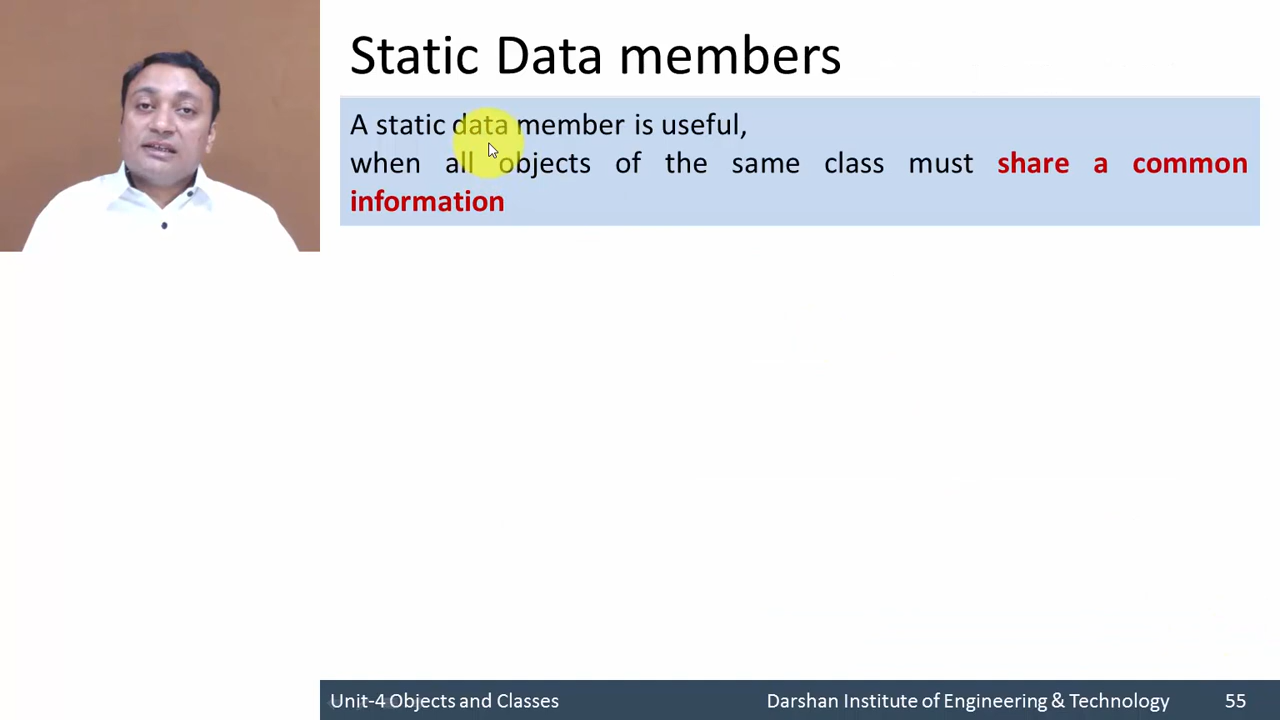 Static Data members
A static data member is useful,
when all objects of the same class must share a common
information
Unit-4 Objects and Classes
Darshan Institute of Engineering & Technology
55